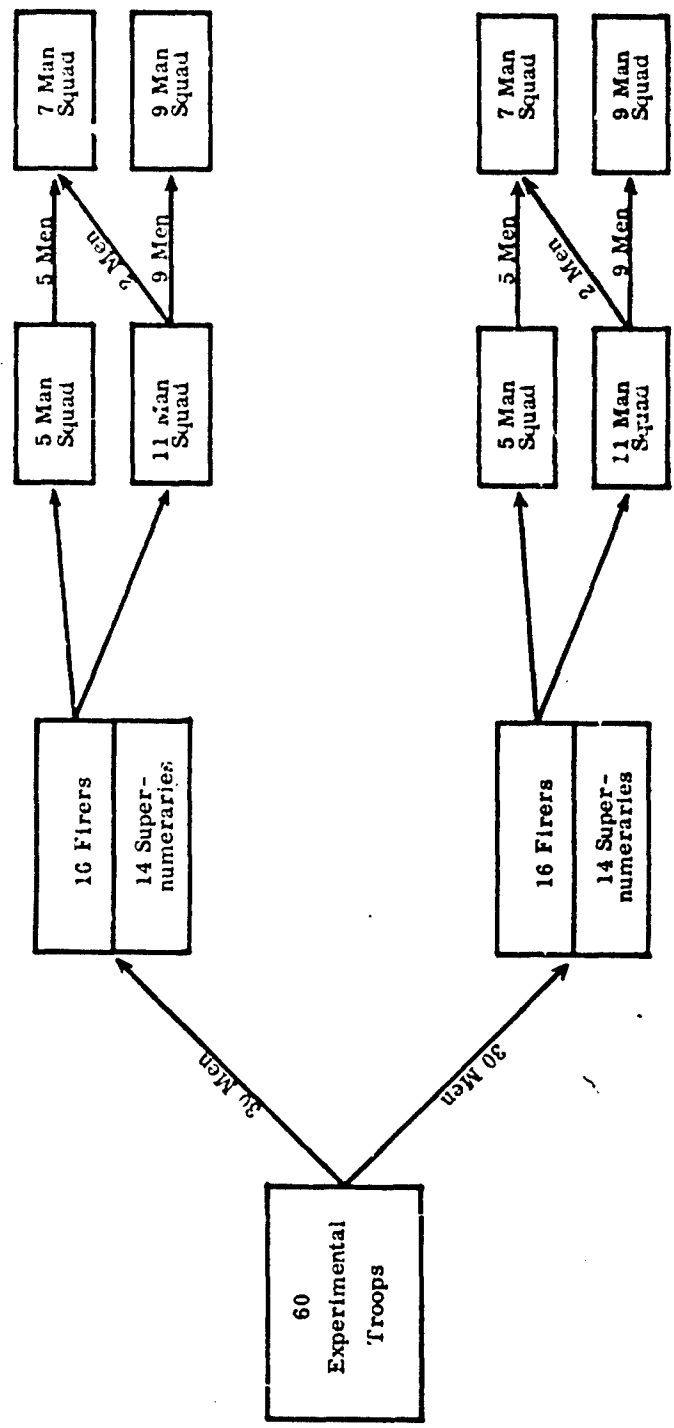 60
Experimental
Troops
30 Men
30 Men
16 Firers
14 Super-
numeraries
16 Firers
14 Super-
numeraries
5 Man
Squad
11 Man
Squad
5 Man
Squad
11 Man
Squad
5 Men
2 Men
9 Men
5 Men
2 Men
9 Men
7 Man
Squad
9 Man
Squad
7 Man
Squad
9 Man
Squad